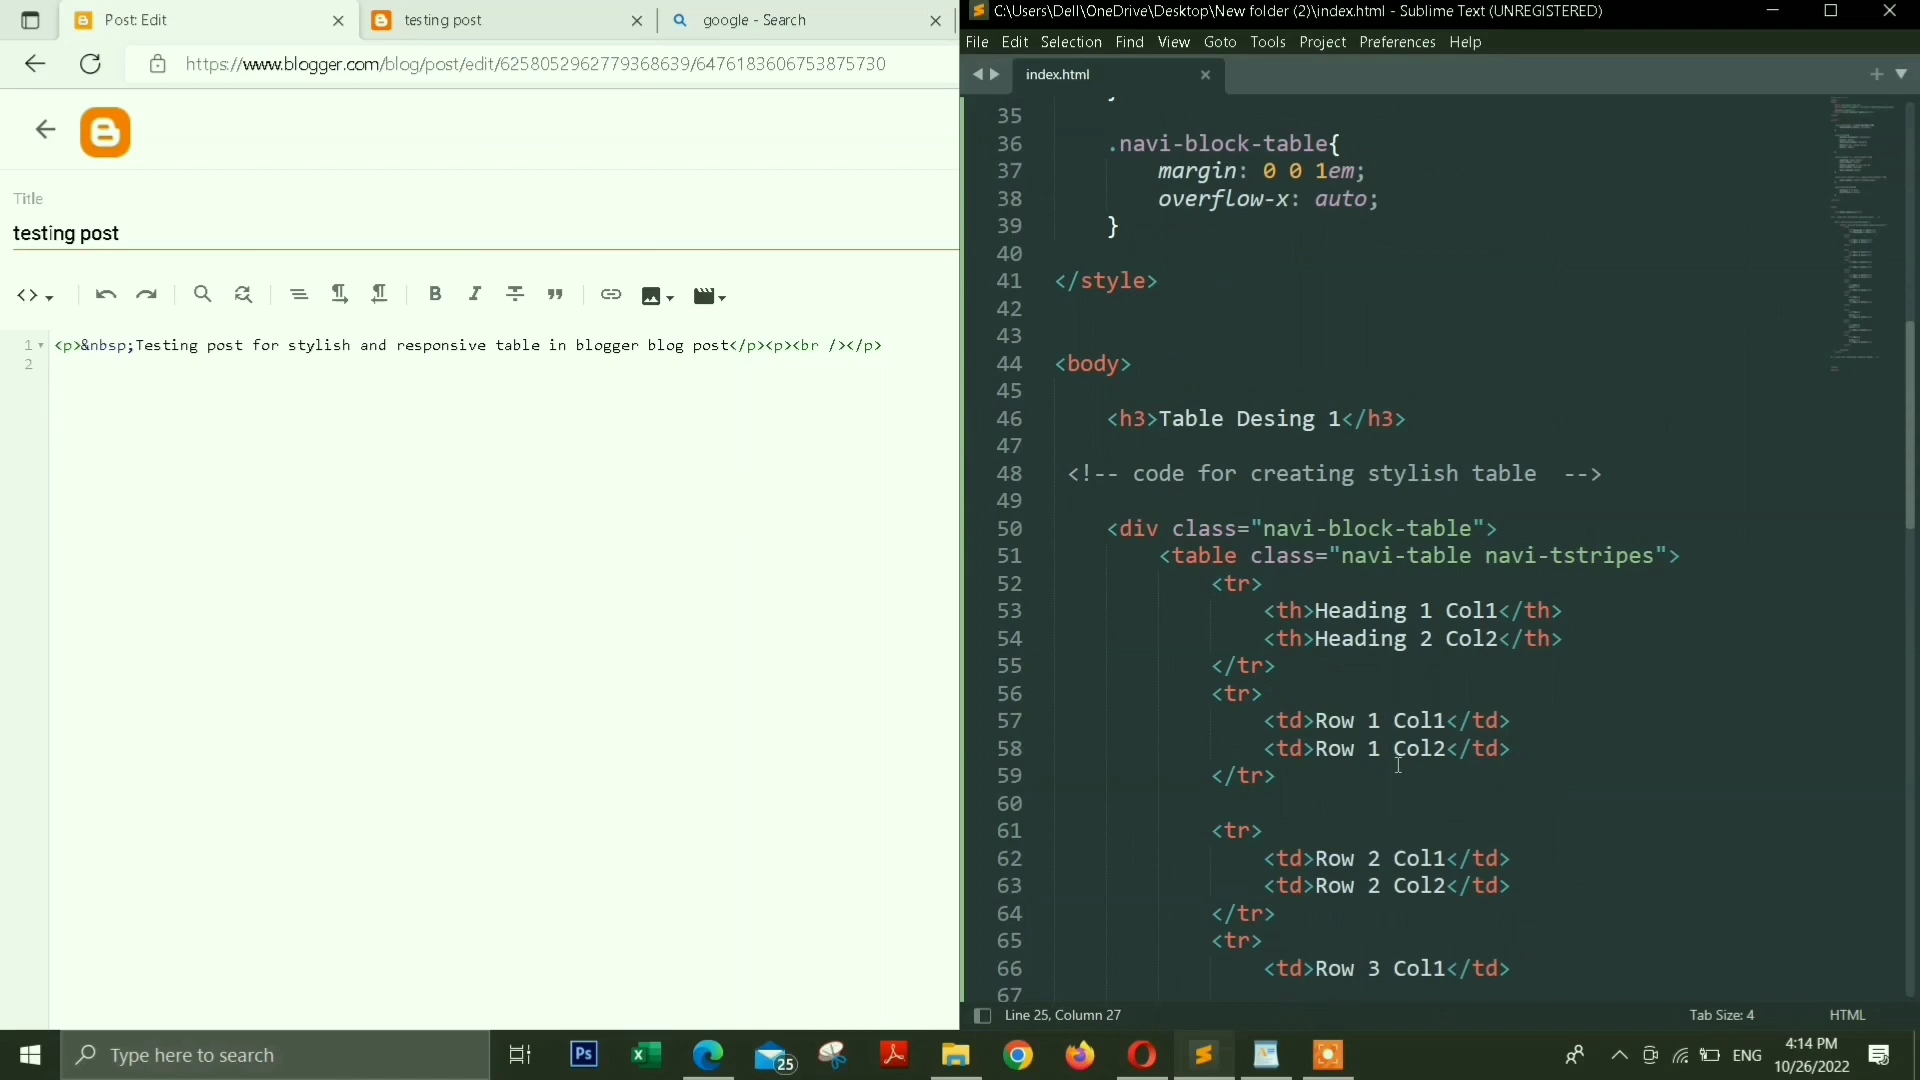 Post: Edit
testing post
google - Search
https://www.blogger.com/blog/post/edit/6258052962779368639/6476183606753875730
Title
testing post
1 <p>&nbsp;Testing post for stylish and responsive table in blogger blog post</p><p><br /></p>
2
C:\Users\Dell\OneDrive\Desktop\New folder (2)\index.html - Sublime Text (UNREGISTERED)
File Edit Selection Find View Goto Tools Project Preferences Help
index.html
35
36 .navi-block-table{
37 margin: 0 0 1em;
38 overflow-x: auto;
39 }
40
41 </style>
42
43
44 <body>
45
46 <h3>Table Desing 1</h3>
47
48 <!-- code for creating stylish table -->
49
50 <div class="navi-block-table">
51 <table class="navi-table navi-tstripes">
52 <tr>
53 <th>Heading 1 Col1</th>
54 <th>Heading 2 Col2</th>
55 </tr>
56 <tr>
57 <td>Row 1 Col1</td>
58 <td>Row 1 Col2</td>
59 </tr>
60
61 <tr>
62 <td>Row 2 Col1</td>
63 <td>Row 2 Col2</td>
64 </tr>
65 <tr>
66 <td>Row 3 Col1</td>
67
Line 25, Column 27
Tab Size: 4
HTML
Type here to search
Ps
25
ENG
4:14 PM
10/26/2022